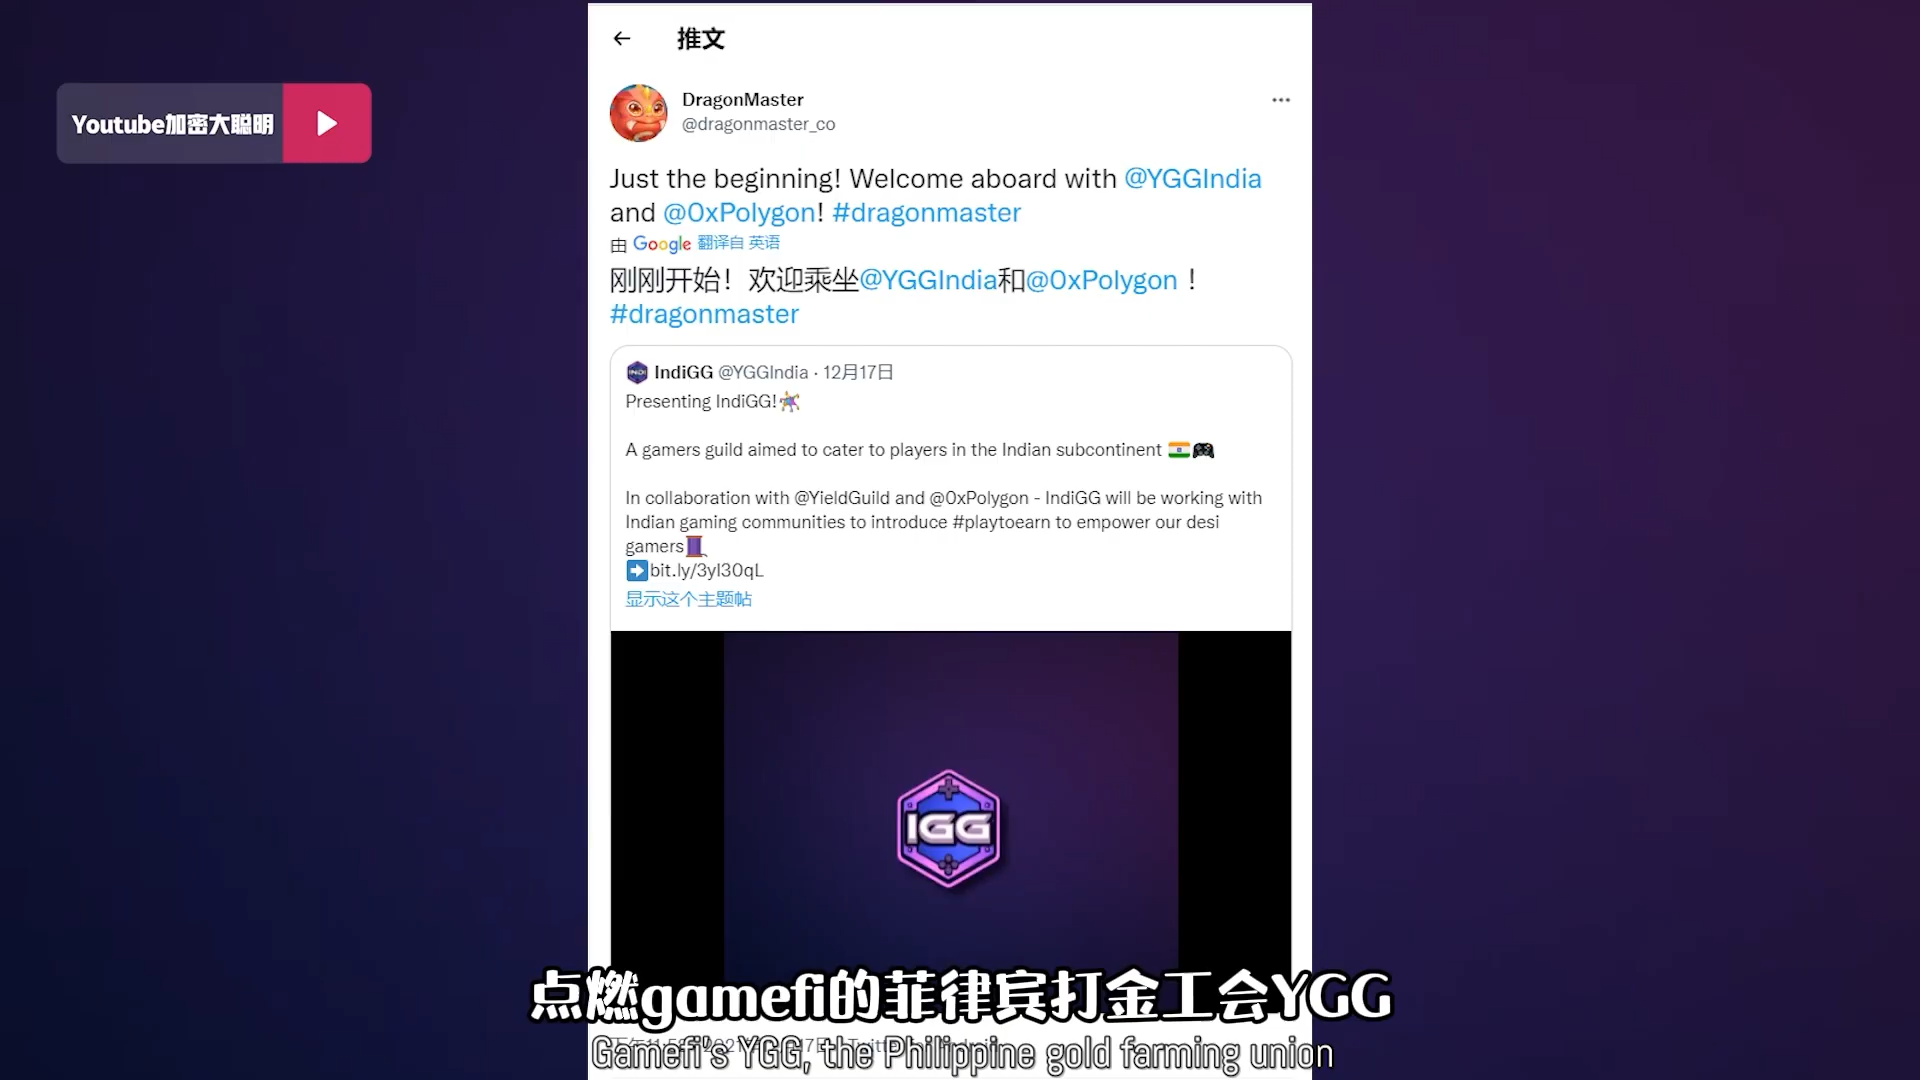 推文
Youtube加密大聪明
DragonMaster
@dragonmaster_co
Just the beginning! Welcome aboard with @YGGIndia
and @0xPolygon! #dragonmaster
由 Google 翻译自 英语
刚刚开始！欢迎乘坐@YGGIndia和@0xPolygon！
#dragonmaster
IndiGG @YGGIndia · 12月17日
Presenting IndiGG!
A gamers guild aimed to cater to players in the Indian subcontinent
In collaboration with @YieldGuild and @0xPolygon - IndiGG will be working with
Indian gaming communities to introduce #playtoearn to empower our desi
gamers
bit.ly/3yI30qL
显示这个主题帖
IGG
点燃gamefi的菲律宾打金工会YGG
Gamefi's YGG, the Philippine gold farming union